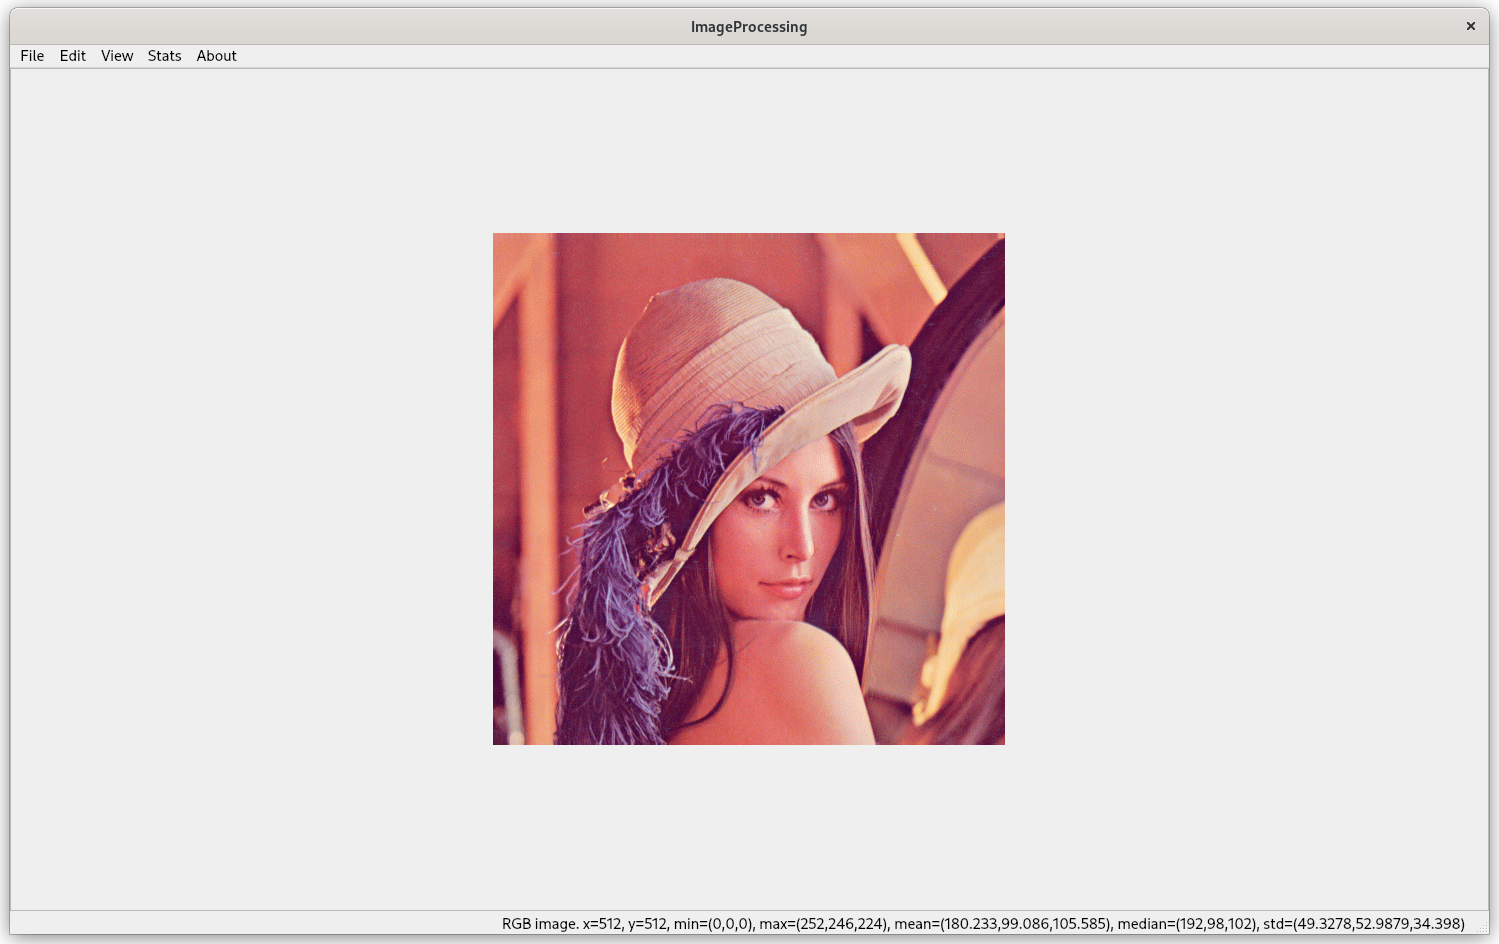 ImageProcessing
File Edit View Stats About
RGB image. x=512, y=512, min=(0,0,0), max=(252,246,224), mean=(180.233,99.086,105.585), median=(192,98,102), std=(49.3278,52.9879,34.398)